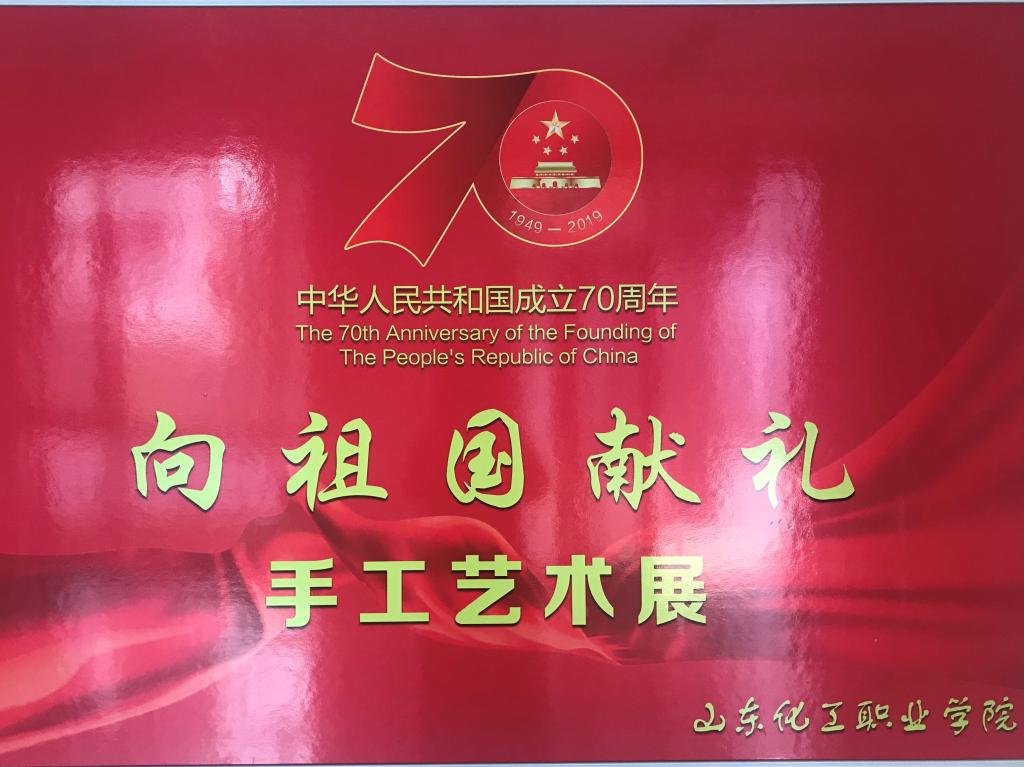 1949 — 2019
中华人民共和国成立70周年
The 70th Anniversary of the Founding of
The People's Republic of China
向祖国献礼
手工艺术展
山东化工职业学院